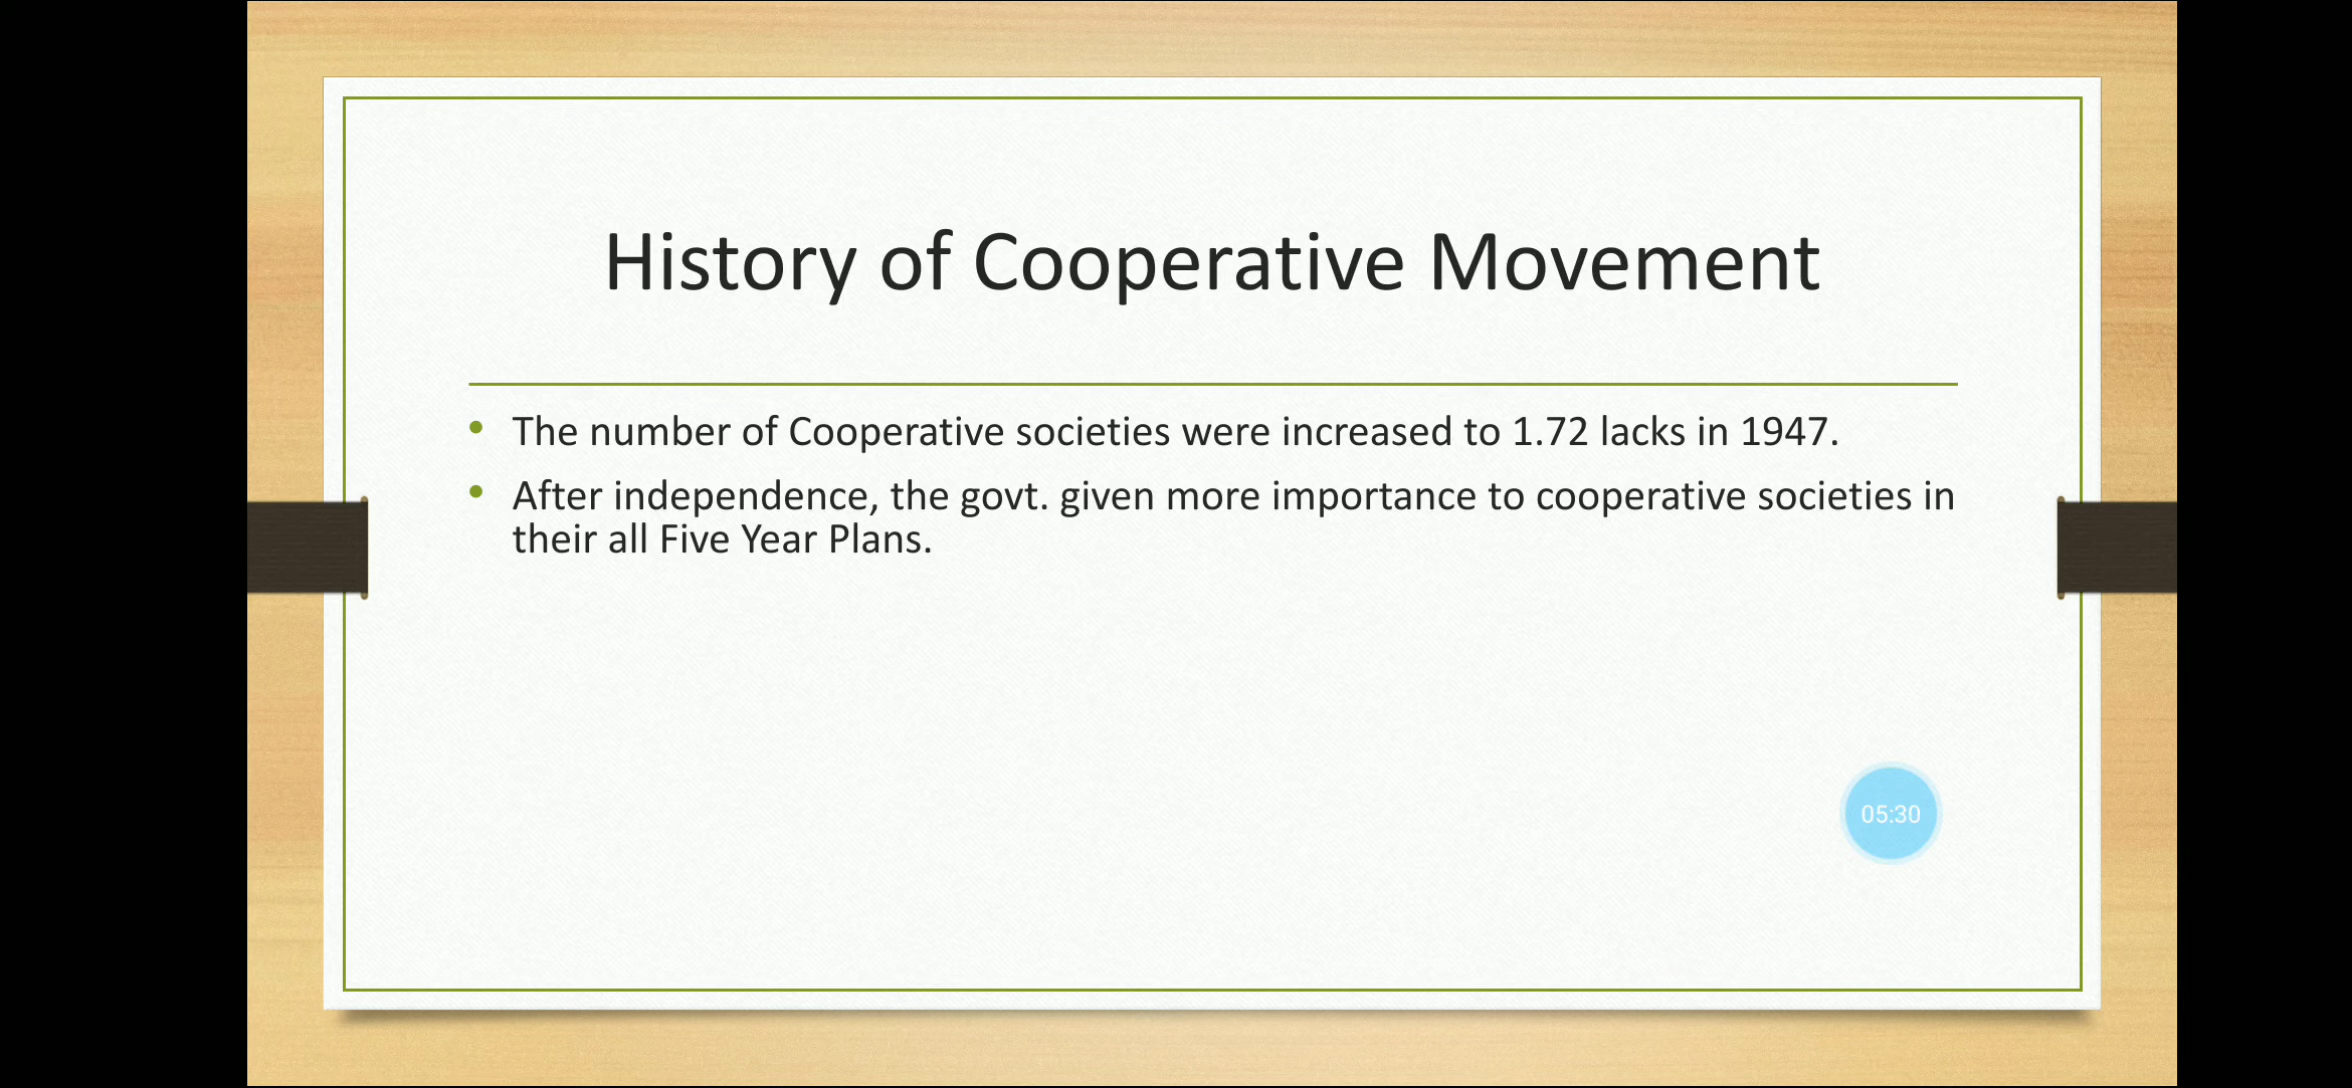 History of Cooperative Movement
• The number of Cooperative societies were increased to 1.72 lacks in 1947.
• After independence, the govt. given more importance to cooperative societies in
their all Five Year Plans.
05:30